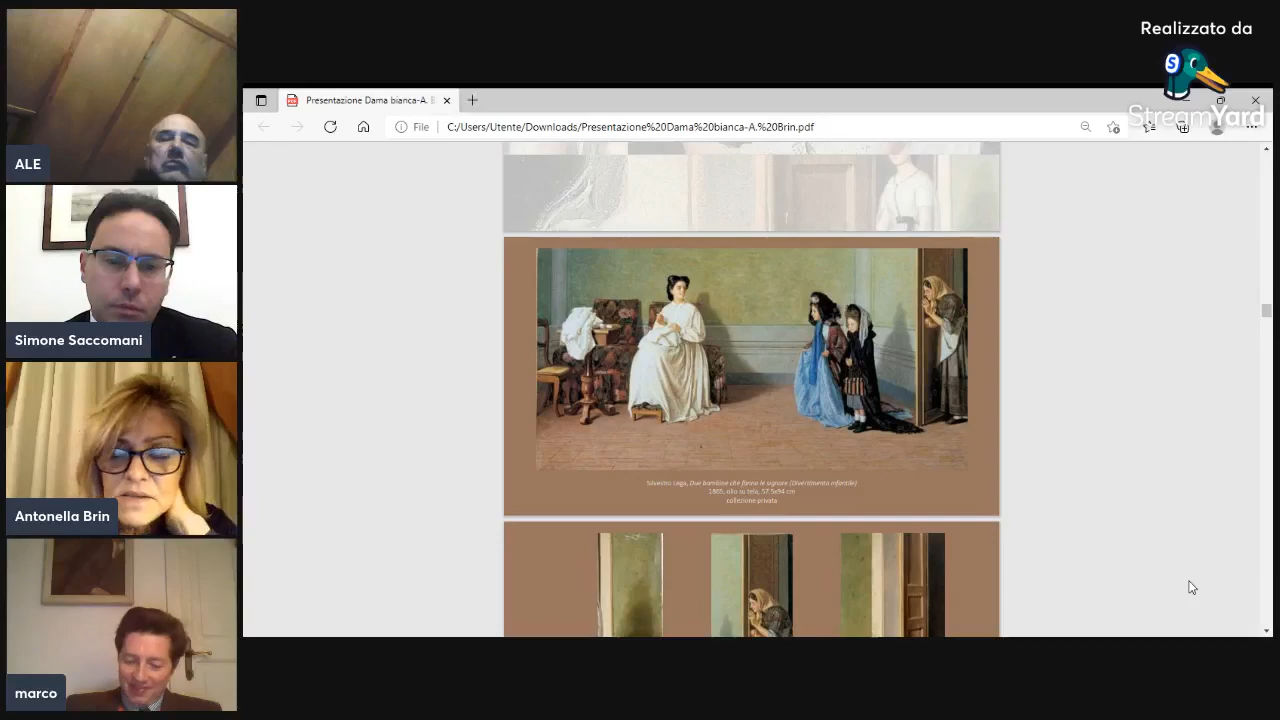 Realizzato da
StreamYard
Presentazione Dama bianca-A.
File
C:/Users/Utente/Downloads/Presentazione%20Dama%20bianca-A.%20Brin.pdf
ALE
Simone Saccomani
Antonella Brin
marco
Silvestro Lega, Due bambine che fanno le signore (Divertimento infantile)
1865, olio su tela, 57,5x94 cm
collezione privata